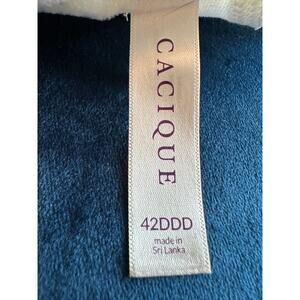 CACIQUE
42DDD
made in
Sri Lanka